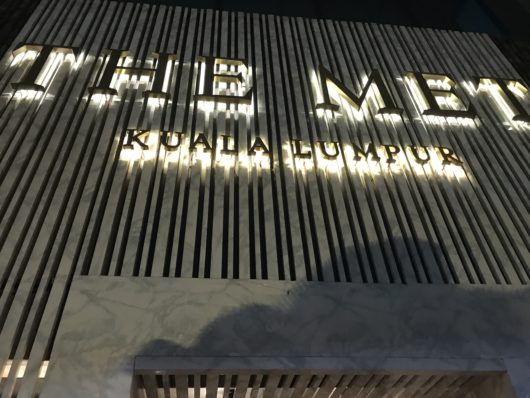 THE MET
KUALA LUMPUR